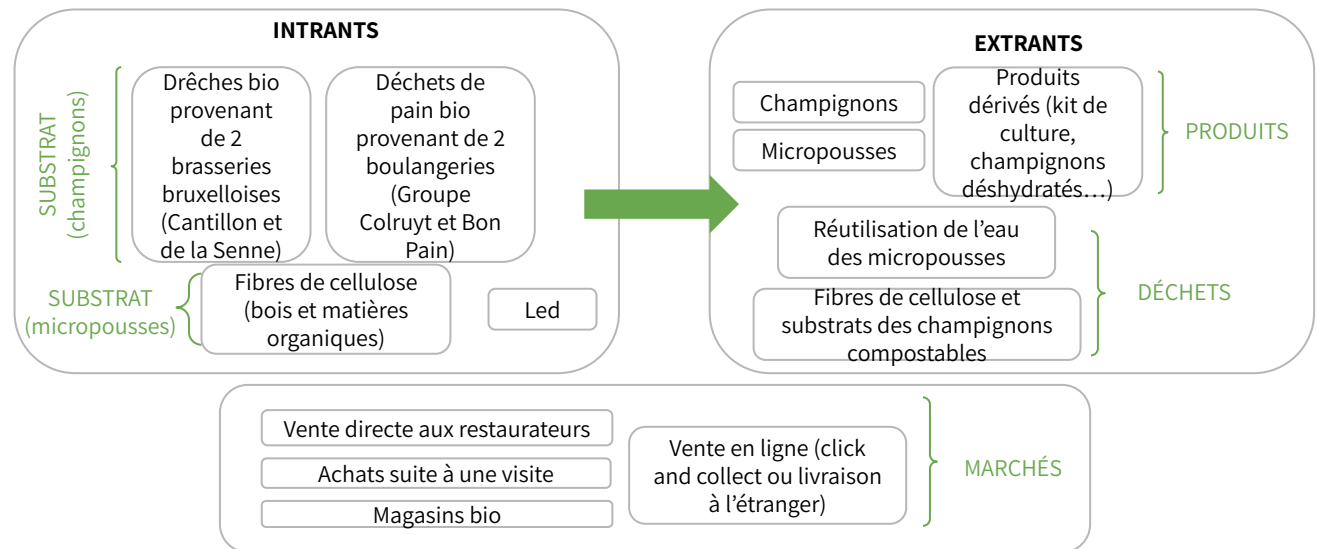 INTRANTS
SUBSTRAT
(champignons)
Drêches bio
provenant
de 2
brasseries
bruxelloises
(Cantillon et
de la Senne)
Déchets de
pain bio
provenant de 2
boulangeries
(Groupe
Colruyt et Bon
Pain)
SUBSTRAT
(micropousses)
Fibres de cellulose
(bois et matières
organiques)
Led
EXTRANTS
Champignons
Micropousses
Produits
dérivés (kit de
culture,
champignons
déshydratés…)
PRODUITS
Réutilisation de l’eau
des micropousses
Fibres de cellulose et
substrats des champignons
compostables
DÉCHETS
Vente directe aux restaurateurs
Achats suite à une visite
Magasins bio
Vente en ligne (click
and collect ou livraison
à l’étranger)
MARCHÉS